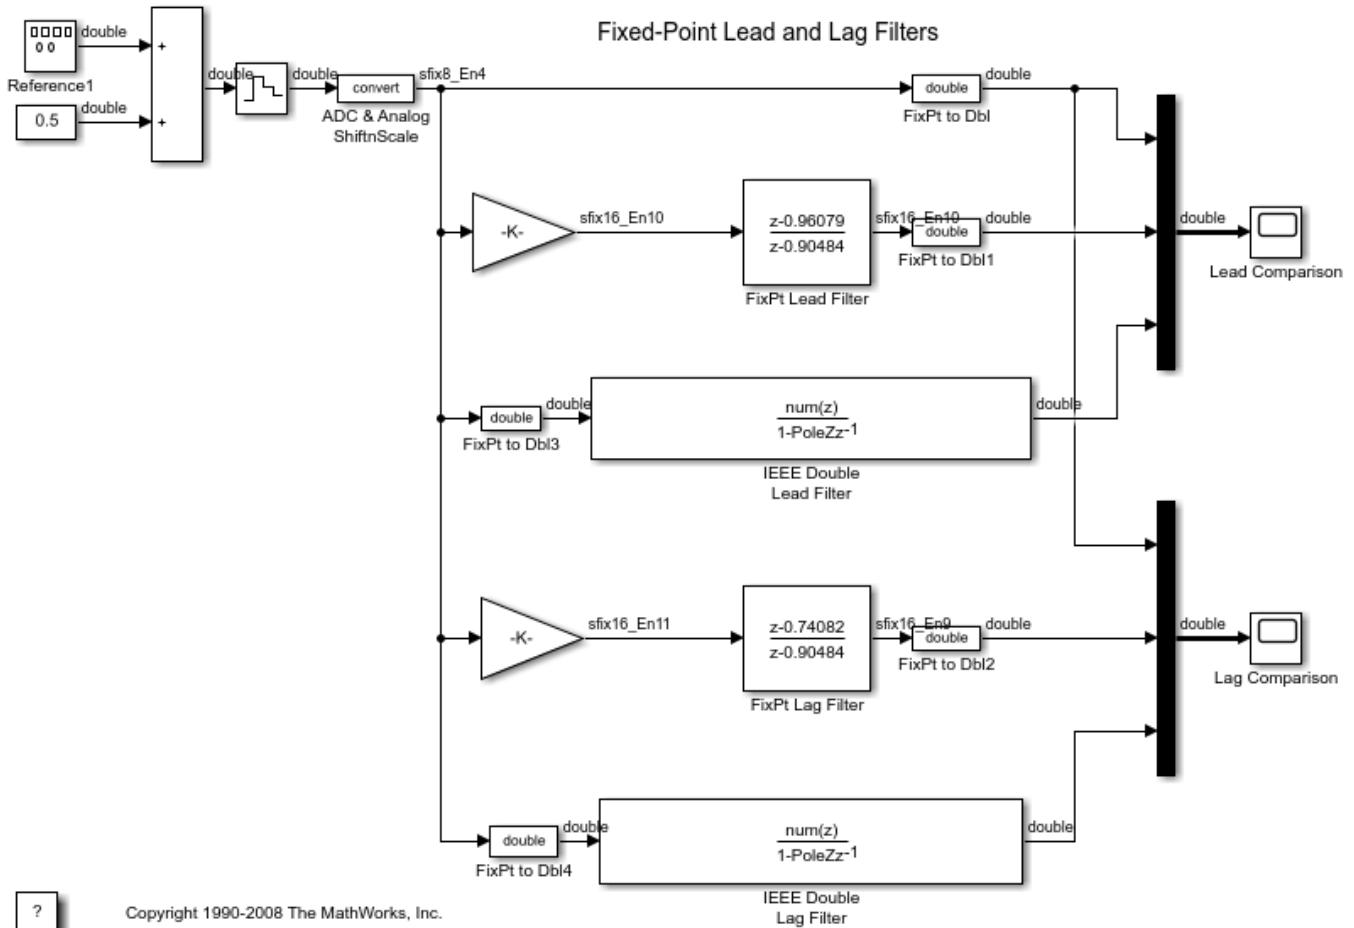 Fixed-Point Lead and Lag Filters
double
Reference1
+
double
0.5
+
double
double
convert
ADC & Analog
ShiftnScale
sfix8_En4
double
FixPt to Dbl
double
-K-
sfix16_En10
z-0.96079
z-0.90484
FixPt Lead Filter
sfix16_En10
double
FixPt to Dbl1
double
double
Lead Comparison
double
FixPt to Dbl3
double
num(z)
1-PoleZz-1
IEEE Double
Lead Filter
double
-K-
sfix16_En11
z-0.74082
z-0.90484
FixPt Lag Filter
sfix16_En9
double
FixPt to Dbl2
double
double
Lag Comparison
double
FixPt to Dbl4
double
num(z)
1-PoleZz-1
IEEE Double
Lag Filter
double
?
Copyright 1990-2008 The MathWorks, Inc.